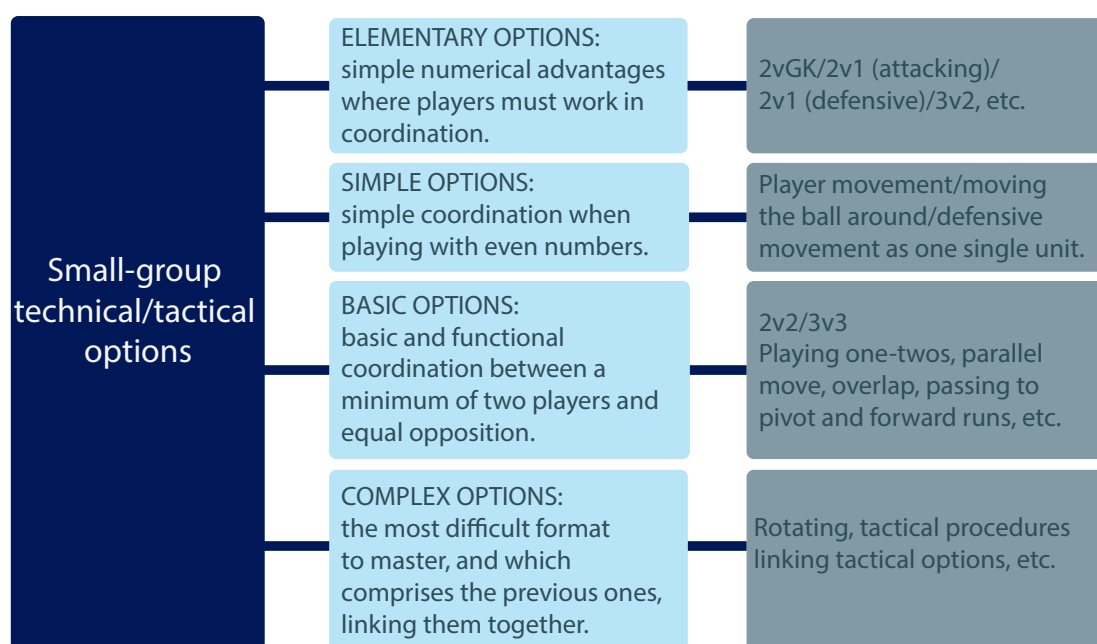 Small-group
technical/tactical
options
ELEMENTARY OPTIONS:
simple numerical advantages
where players must work in
coordination.
2vGK/2v1 (attacking)/
2v1 (defensive)/3v2, etc.
SIMPLE OPTIONS:
simple coordination when
playing with even numbers.
Player movement/moving
the ball around/defensive
movement as one single unit.
BASIC OPTIONS:
basic and functional
coordination between a
minimum of two players and
equal opposition.
2v2/3v3
Playing one-twos, parallel
move, overlap, passing to
pivot and forward runs, etc.
COMPLEX OPTIONS:
the most difficult format
to master, and which
comprises the previous ones,
linking them together.
Rotating, tactical procedures
linking tactical options, etc.